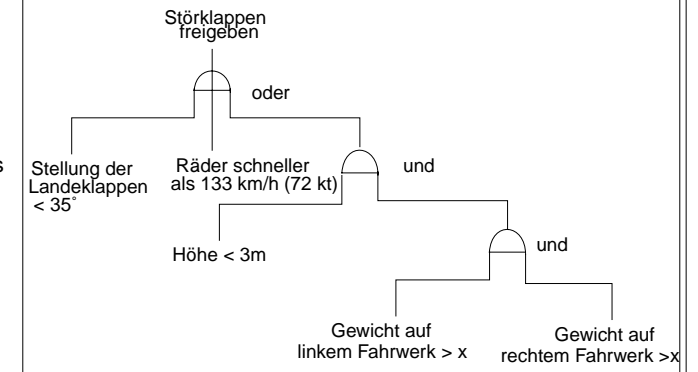 Störklappen
freigeben
oder
s
Stellung der
Landeklappen
< 35°
Räder schneller
als 133 km/h (72 kt)
und
Höhe < 3m
und
Gewicht auf
linkem Fahrwerk > x
Gewicht auf
rechtem Fahrwerk >x